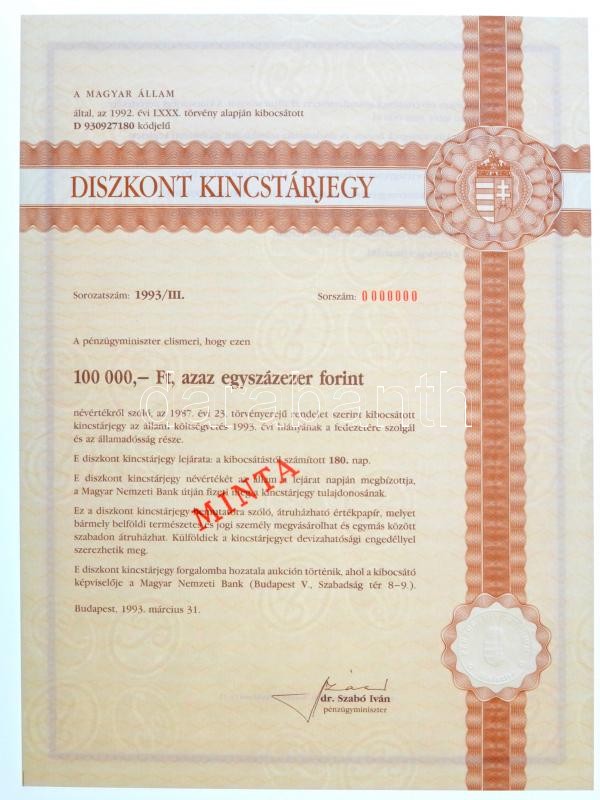 A MAGYAR ÁLLAM
által, az 1992. évi LXXX. törvény alapján kibocsátott
D 930927180 kódjelű
DISZKONT KINCSTÁRJEGY
Sorozatszám: 1993/III. Sorszám: 0000000
A pénzügyminiszter elismeri, hogy ezen
100 000,– Ft, azaz egyszázezer forint
névértékről szóló, az 1987. évi 23. törvényerejű rendelet szerint kibocsátott
kincstárjegy az állami költségvetés 1993. évi hiányának a fedezetére szolgál
és az államadósság része.
E diszkont kincstárjegy lejárata: a kibocsátástól számított 180. nap.
E diszkont kincstárjegy névértékét az állam a lejárat napján megbízottja,
a Magyar Nemzeti Bank útján fizeti meg a kincstárjegy tulajdonosának.
Ez a diszkont kincstárjegy bemutatóra szóló, átruházható értékpapír, melyet
bármely belföldi természetes és jogi személy megvásárolhat és egymás között
szabadon átruházhat. Külföldiek a kincstárjegyet devizahatósági engedéllyel
szerezhetik meg.
E diszkont kincstárjegy forgalomba hozatala aukción történik, ahol a kibocsátó
képviselője a Magyar Nemzeti Bank (Budapest V., Szabadság tér 8–9.).
MINTA
darabanth
Budapest, 1993. március 31.
dr. Szabó Iván
pénzügyminiszter